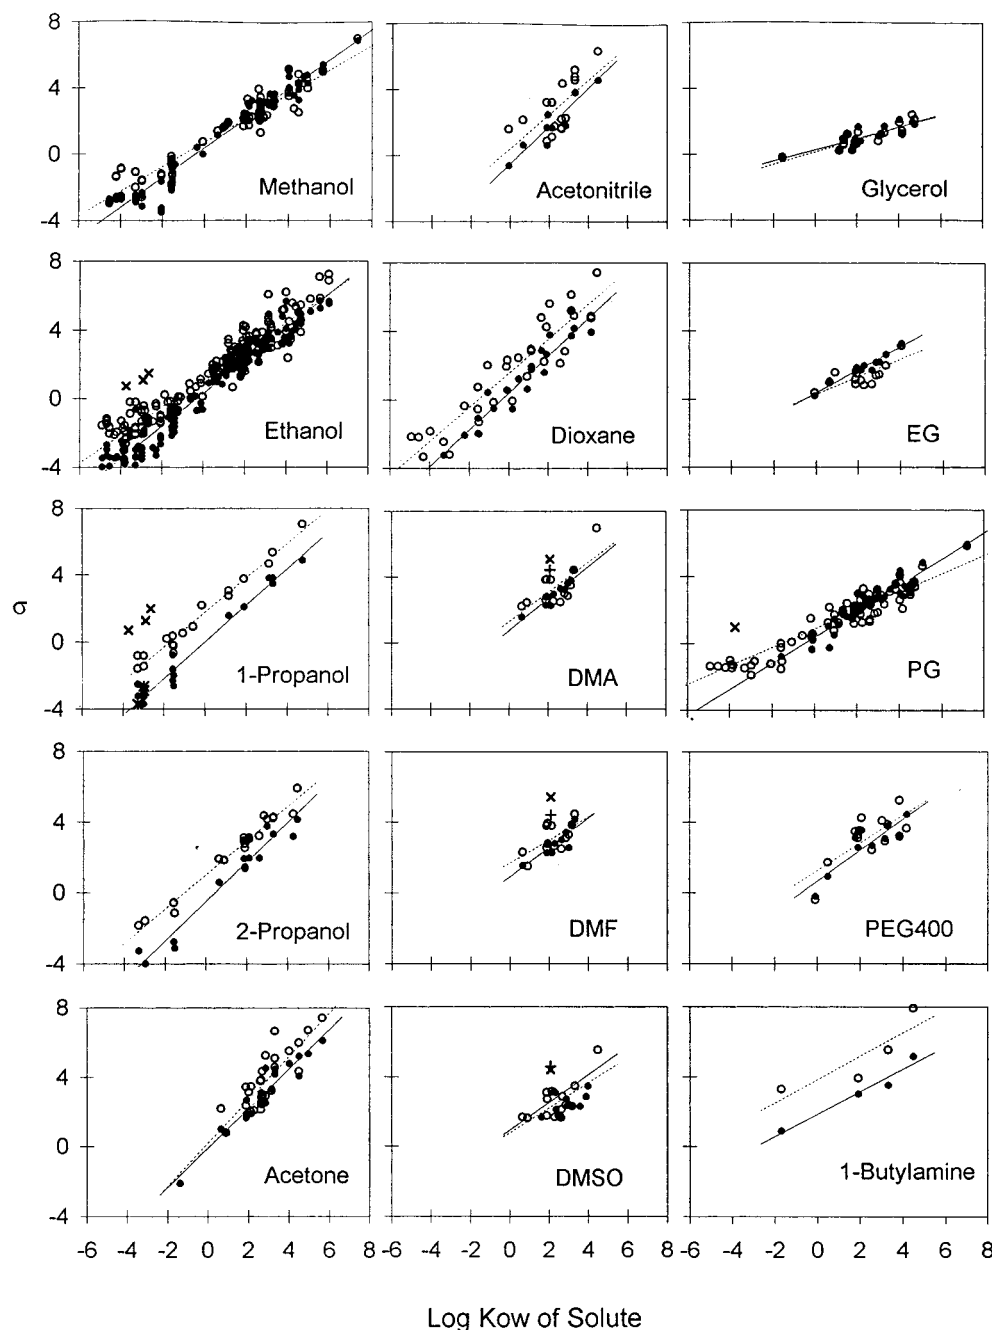 8
4
0
-4
Methanol
Acetonitrile
Glycerol
8
4
0
-4
Ethanol
Dioxane
EG
8
4
0
-4
σ
1-Propanol
DMA
PG
8
4
0
-4
2-Propanol
DMF
PEG400
8
4
0
-4
Acetone
DMSO
1-Butylamine
-6 -4 -2 0 2 4 6 8 -4 -2 0 2 4 6 8 -6 -4 -2 0 2 4 6 8
Log Kow of Solute